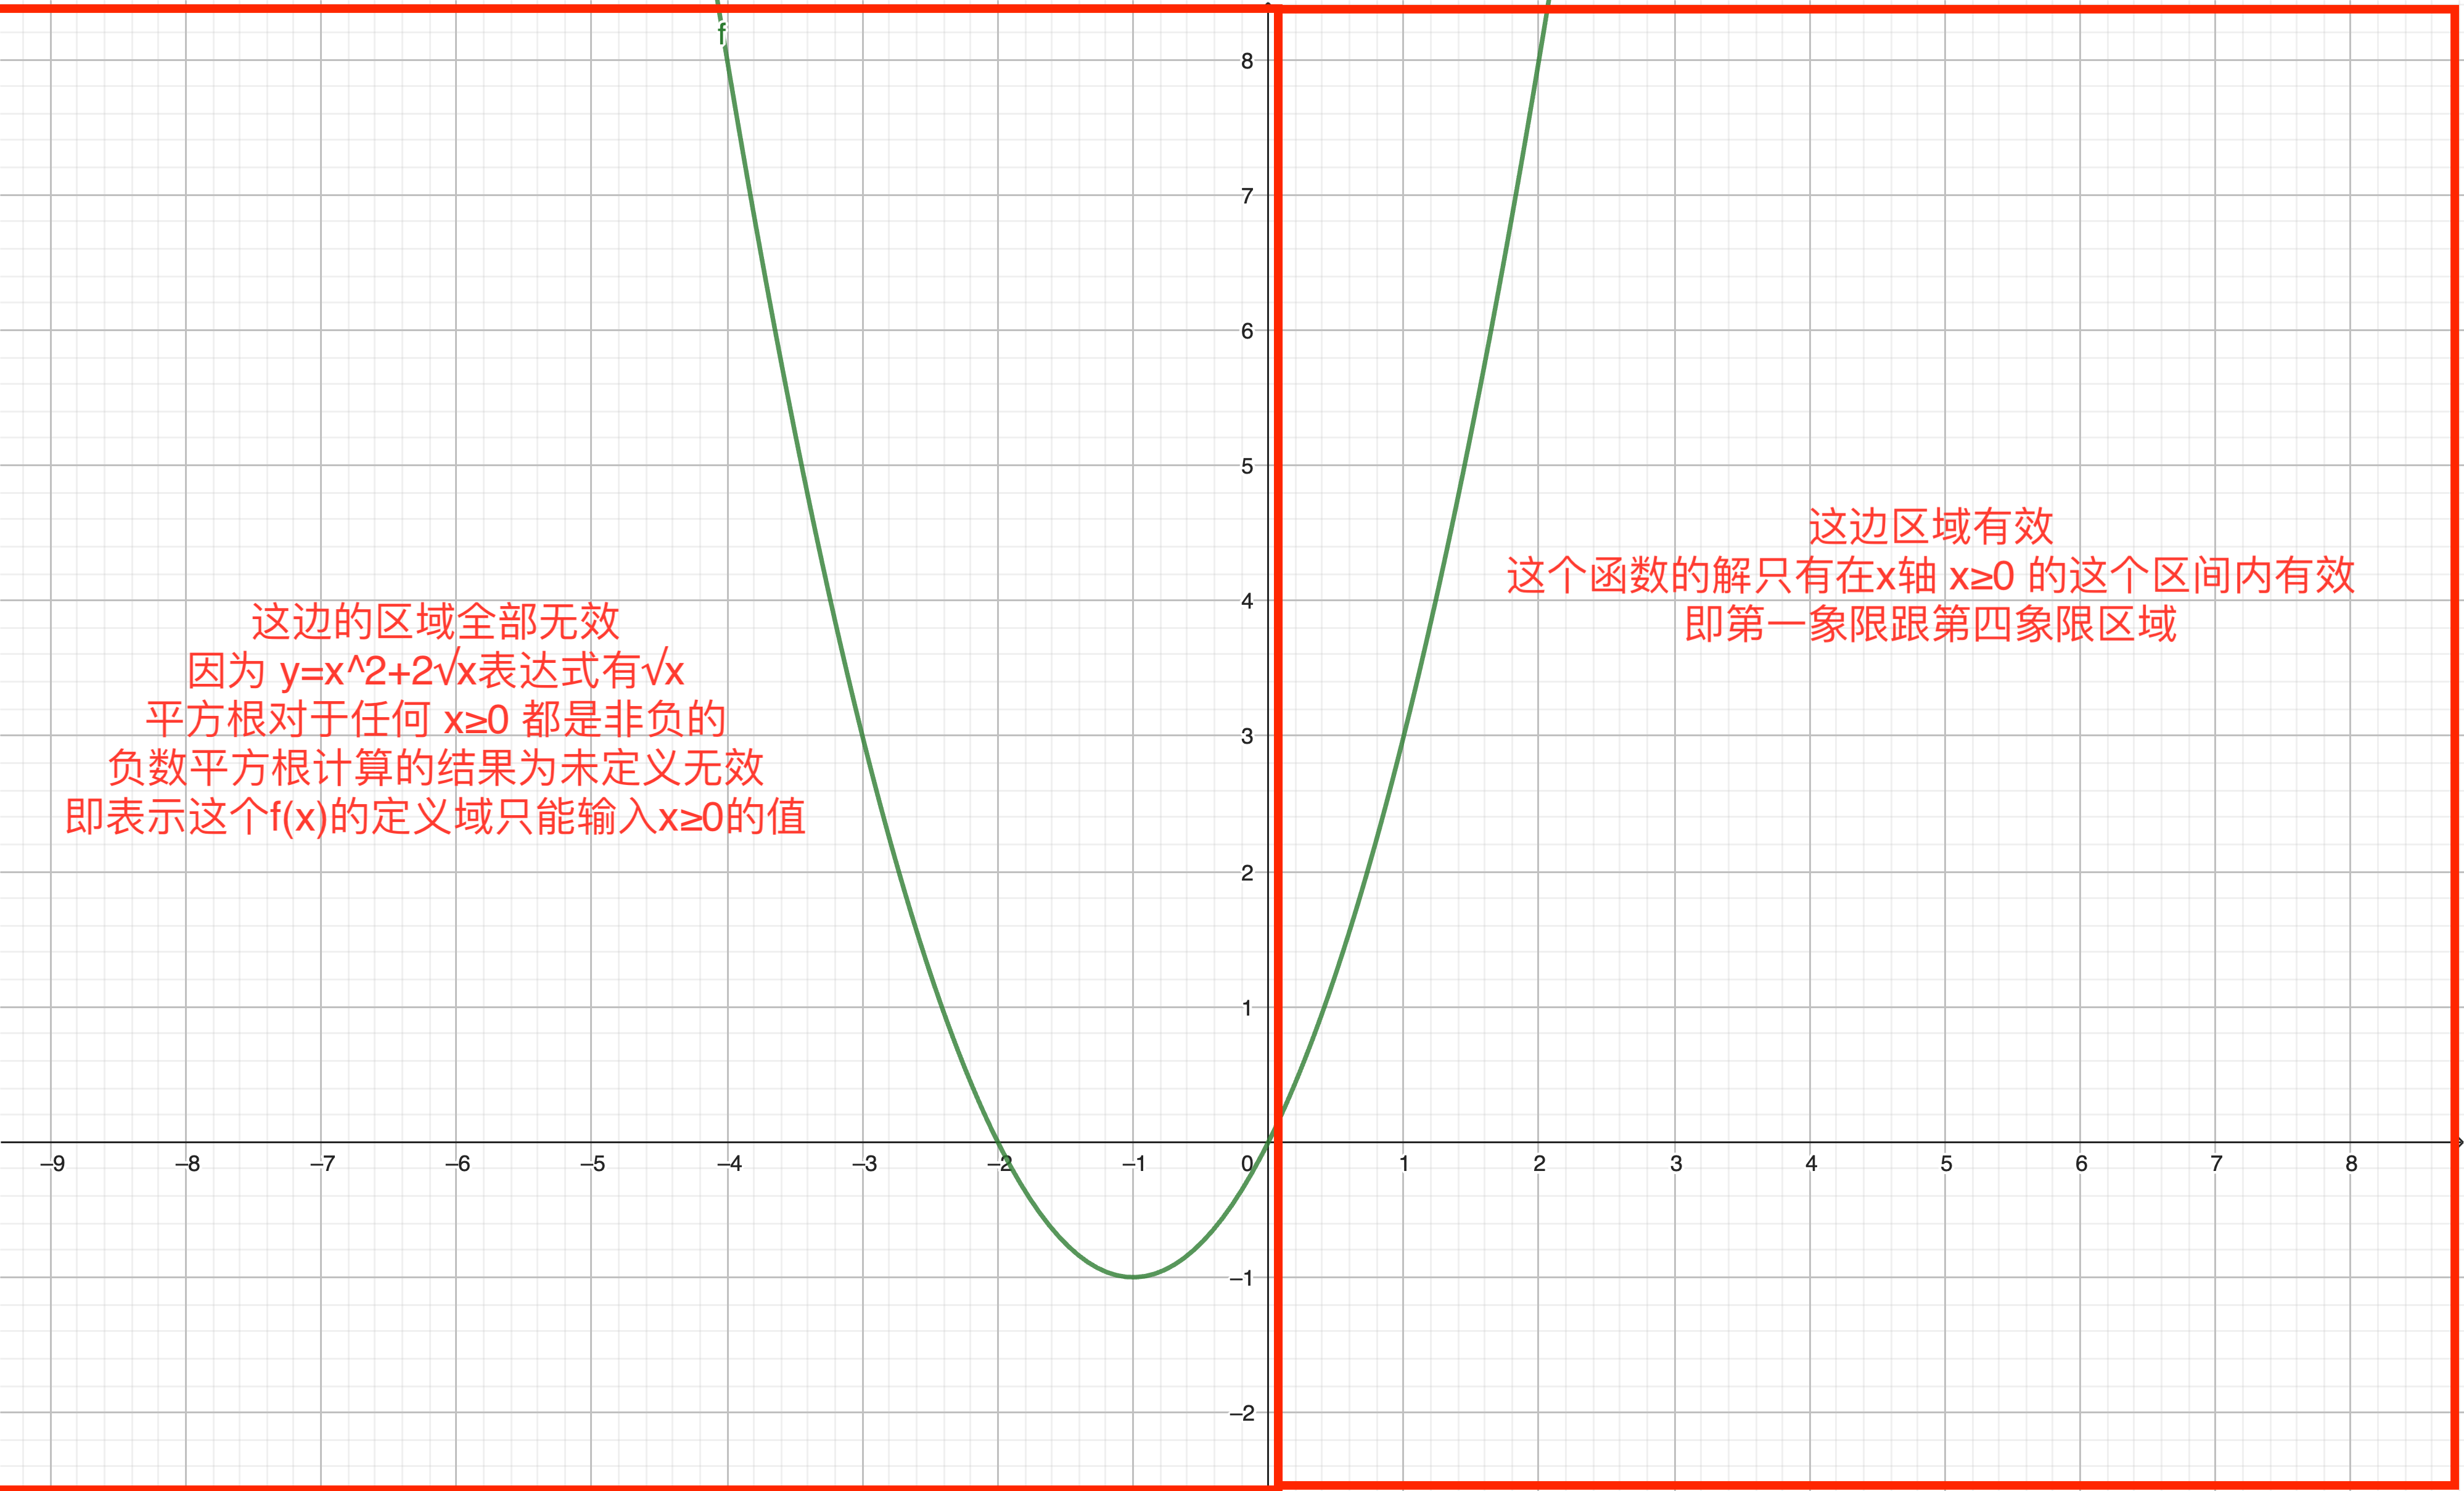 f
8
7
6
5
4
3
2
1
0
–1
–2
–9 –8 –7 –6 –5 –4 –3 –2 –1 1 2 3 4 5 6 7 8
这边的区域全部无效
因为 y=x^2+2√x表达式有√x
平方根对于任何 x≥0 都是非负的
负数平方根计算的结果为未定义无效
即表示这个f(x)的定义域只能输入x≥0的值
这边区域有效
这个函数的解只有在x轴 x≥0 的这个区间内有效
即第一象限跟第四象限区域